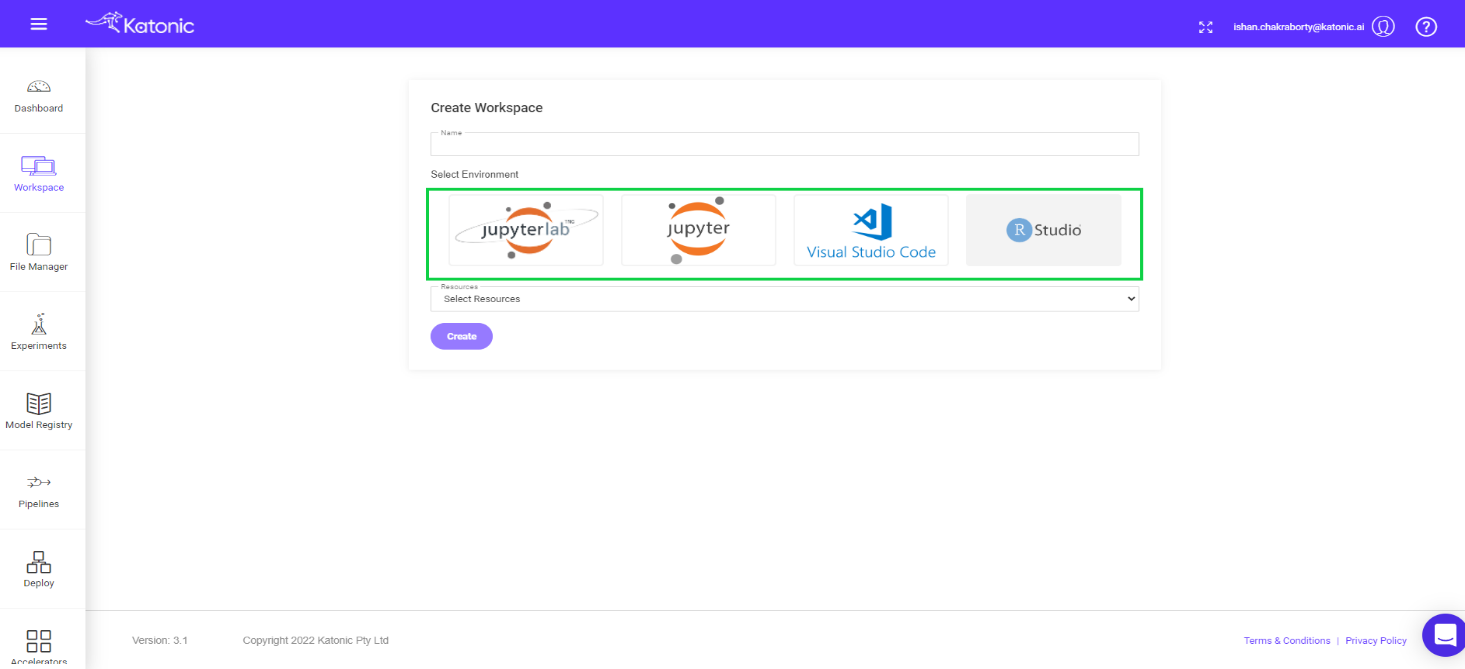 Katonic
ishan.chakraborty@katonic.ai
?
Dashboard
Workspace
File Manager
Experiments
Model Registry
Pipelines
Deploy
Accelerators
Create Workspace
Name
Select Environment
jupyterlab™
jupyter
Visual Studio Code
R Studio
Resources
Select Resources
Create
Version: 3.1
Copyright 2022 Katonic Pty Ltd
Terms & Conditions | Privacy Policy